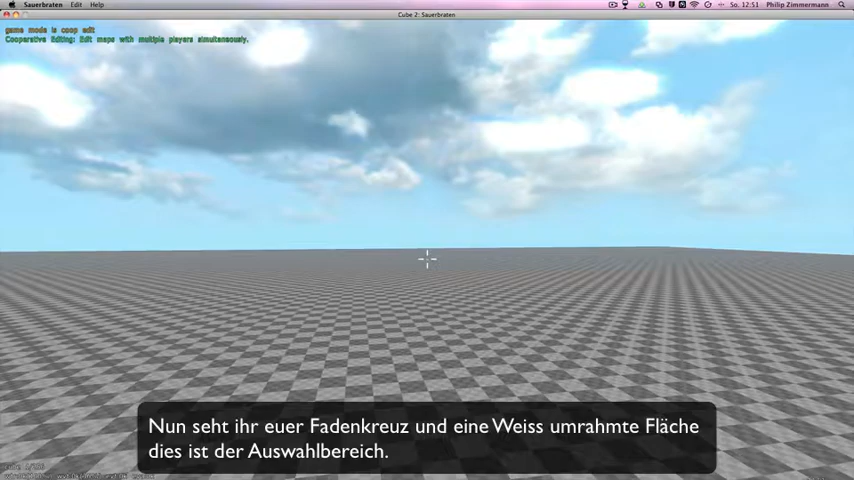 Sauerbraten Edit Help So. 12:51 Philip Zimmermann
Cube 2: Sauerbraten
game mode is coop edit
Cooperative Editing: Edit maps with multiple players simultaneously.
Nun seht ihr euer Fadenkreuz und eine Weiss umrahmte Fläche
dies ist der Auswahlbereich.